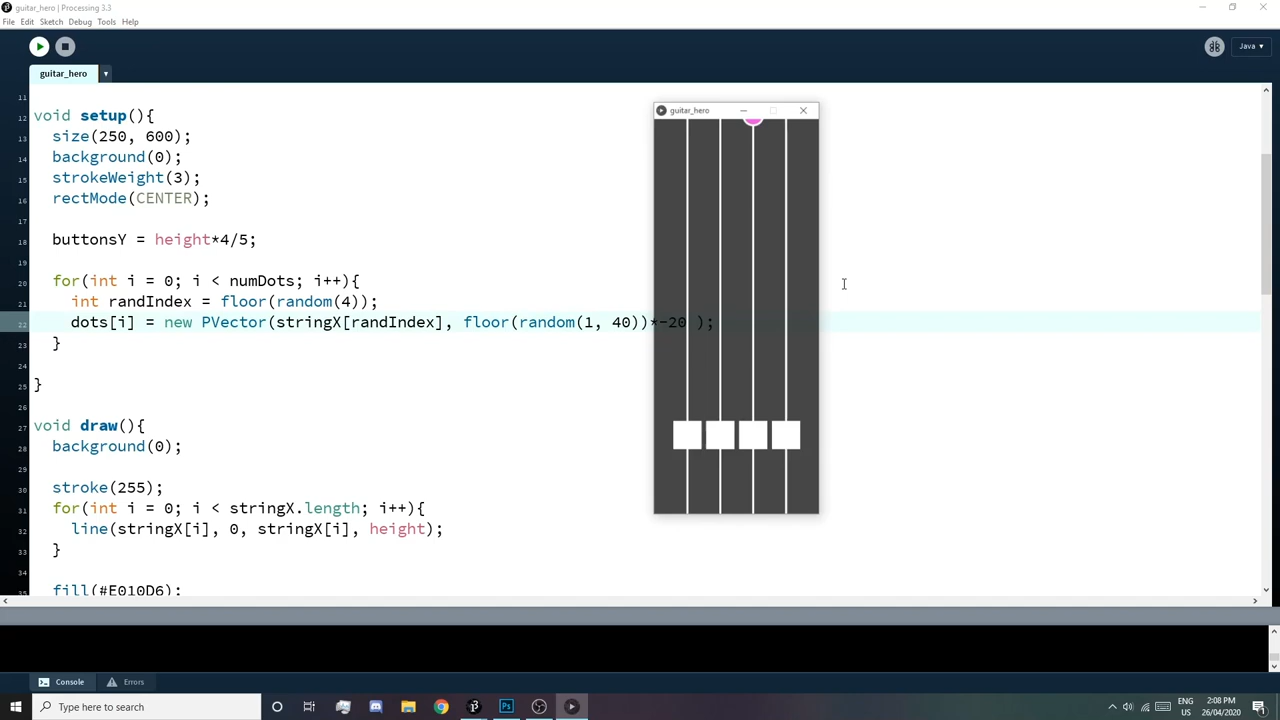 guitar_hero | Processing 3.3
File Edit Sketch Debug Tools Help
Java ▾
guitar_hero ▾
11
12 void setup(){
13 size(250, 600);
14 background(0);
15 strokeWeight(3);
16 rectMode(CENTER);
17
18 buttonsY = height*4/5;
19
20 for(int i = 0; i < numDots; i++){
21 int randIndex = floor(random(4));
22 dots[i] = new PVector(stringX[randIndex], floor(random(1, 40))*-20 );
23 }
24
25 }
26
27 void draw(){
28 background(0);
29
30 stroke(255);
31 for(int i = 0; i < stringX.length; i++){
32 line(stringX[i], 0, stringX[i], height);
33 }
34
35 fill(#E010D6);
guitar_hero
Console Errors
Type here to search
ENG
US
2:08 PM
26/04/2020